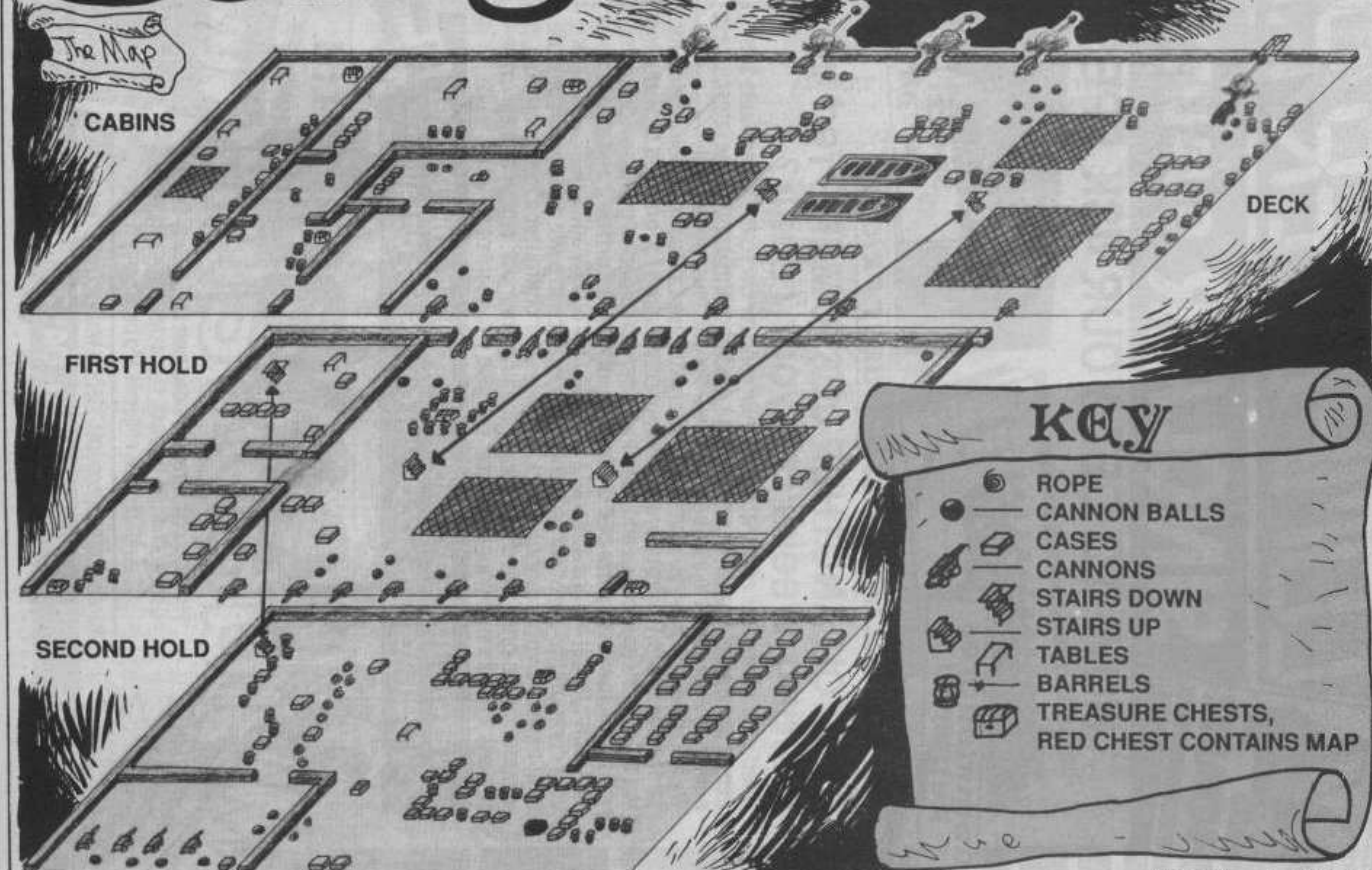 The Map
CABINS
DECK
FIRST HOLD
SECOND HOLD
KEY
ROPE
CANNON BALLS
CASES
CANNONS
STAIRS DOWN
STAIRS UP
TABLES
BARRELS
TREASURE CHESTS,
RED CHEST CONTAINS MAP